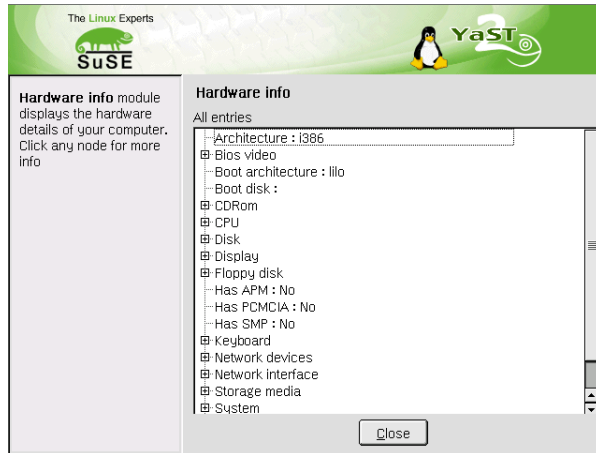 The Linux Experts
SuSE
YaST
2
Hardware info module
displays the hardware
details of your computer.
Click any node for more
info
Hardware info
All entries
Architecture : i386
Bios video
Boot architecture : lilo
Boot disk :
CDRom
CPU
Disk
Display
Floppy disk
Has APM : No
Has PCMCIA : No
Has SMP : No
Keyboard
Network devices
Network interface
Storage media
System
Close